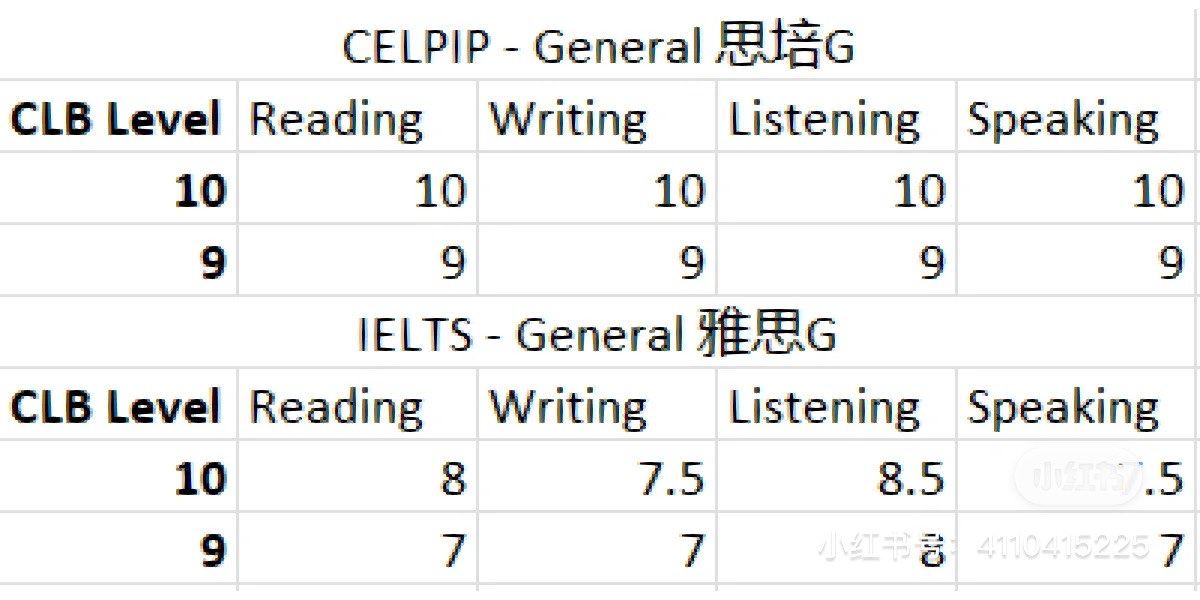 CELPIP - General 思培G
CLB Level Reading Writing Listening Speaking
10 10 10 10 10
9 9 9 9 9
IELTS - General 雅思G
CLB Level Reading Writing Listening Speaking
10 8 7.5 8.5 7.5
小红书
9 7 7 8 7
小红书号: 4110415225